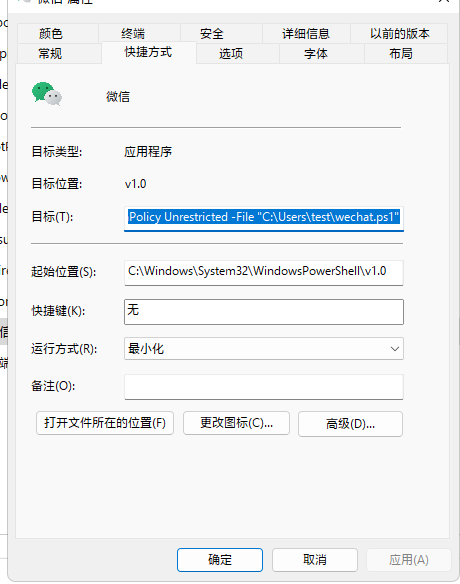 微信 属性
颜色 终端 安全 详细信息 以前的版本
常规 快捷方式 选项 字体 布局
微信
目标类型: 应用程序
目标位置: v1.0
目标(T): Policy Unrestricted -File "C:\Users\test\wechat.ps1"
起始位置(S): C:\Windows\System32\WindowsPowerShell\v1.0
快捷键(K): 无
运行方式(R): 最小化
备注(O):
打开文件所在的位置(F) 更改图标(C)... 高级(D)...
确定 取消 应用(A)